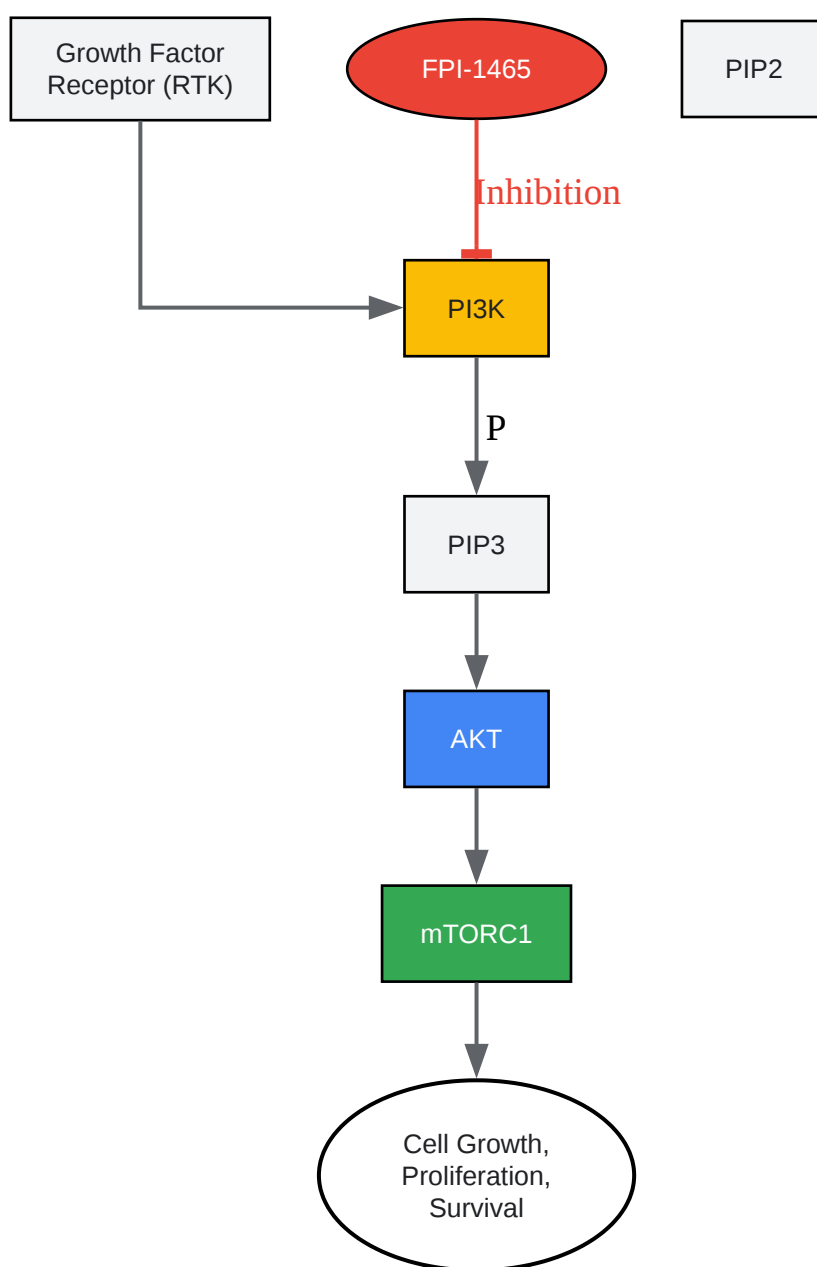 Growth Factor
Receptor (RTK)
FPI-1465
PIP2
Inhibition
PI3K
P
PIP3
AKT
mTORC1
Cell Growth,
Proliferation,
Survival